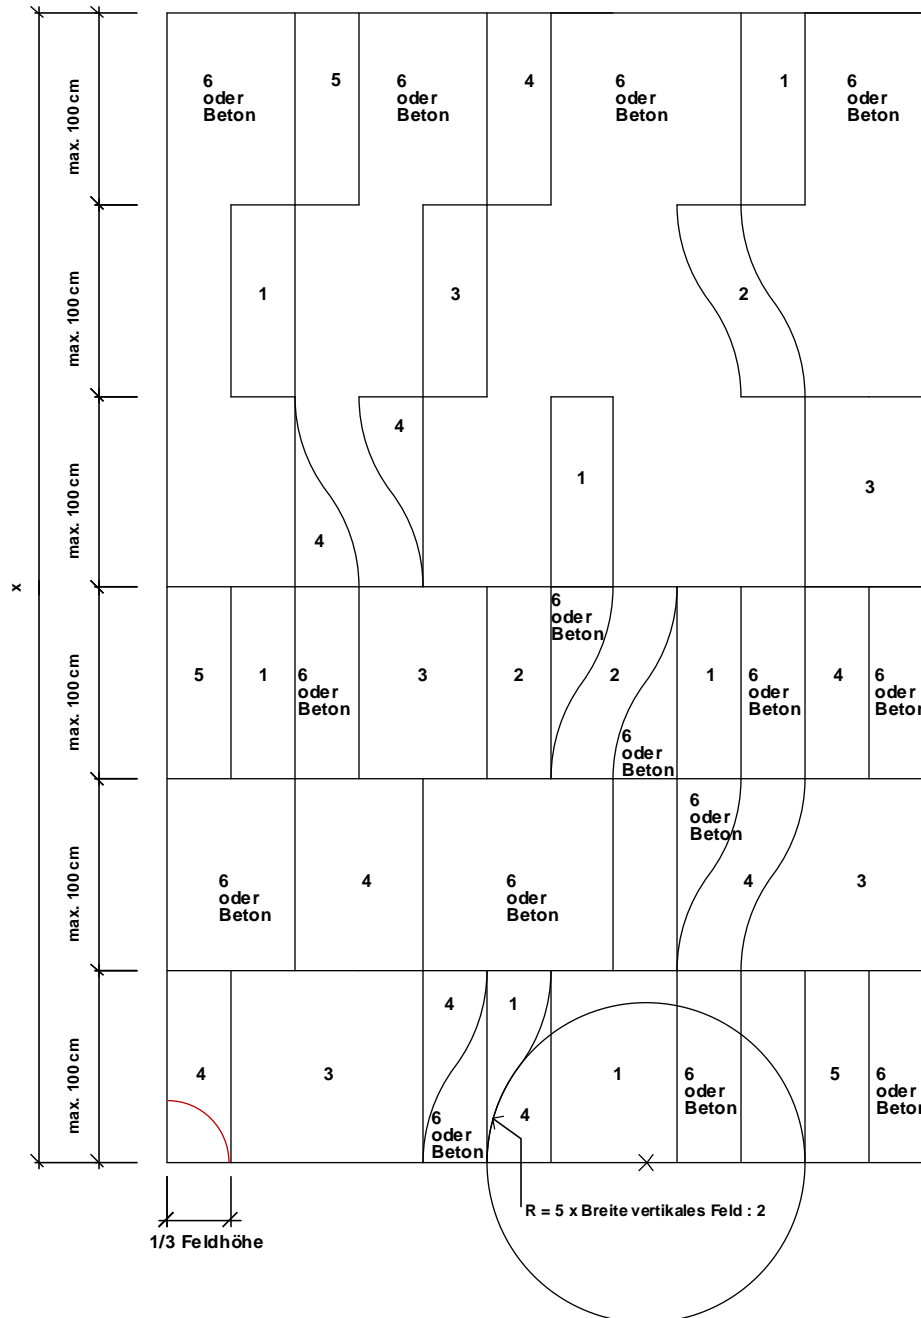 6
oder
Beton
5
6
oder
Beton
4
6
oder
Beton
1
6
oder
Beton
max. 100 cm
1
3
2
max. 100 cm
4
4
1
3
max. 100 cm
x
5
1
6
oder
Beton
3
2
6
oder
Beton
2
6
oder
Beton
1
6
oder
Beton
4
6
oder
Beton
max. 100 cm
6
oder
Beton
4
6
oder
Beton
6
oder
Beton
4
3
max. 100 cm
4
3
4
6
oder
Beton
1
4
1
6
oder
Beton
5
6
oder
Beton
max. 100 cm
R = 5 x Breite vertikales Feld : 2
1/3 Feldhöhe